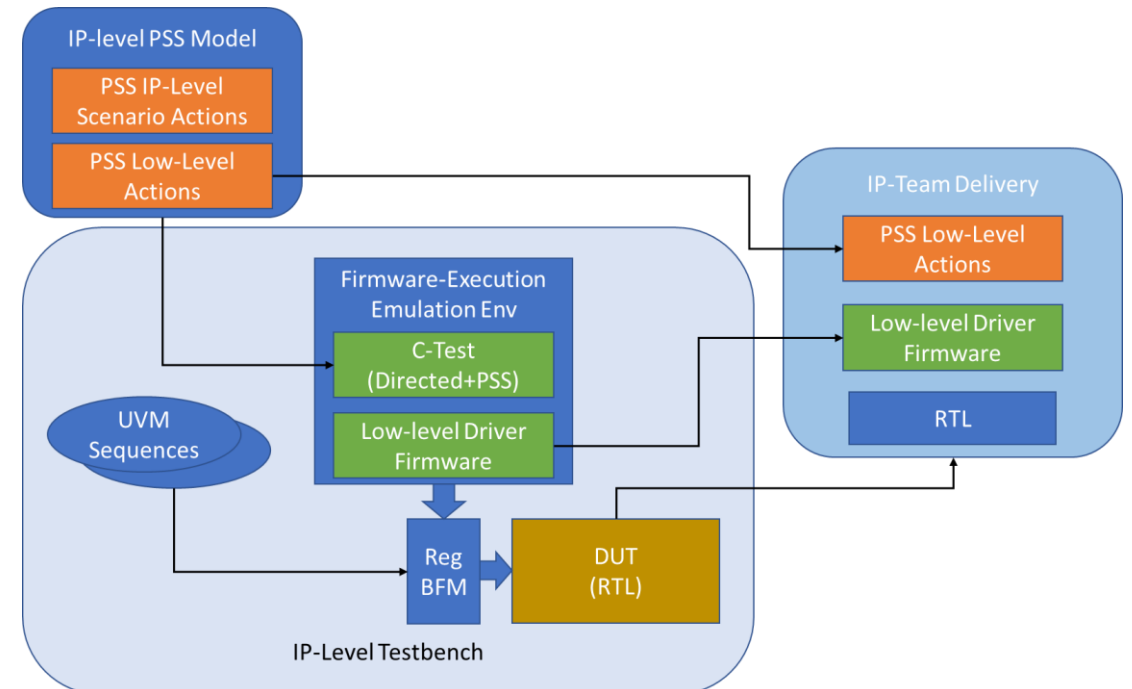 IP-level PSS Model
PSS IP-Level
Scenario Actions
PSS Low-Level
Actions
IP-Team Delivery
PSS Low-Level
Actions
Low-level Driver
Firmware
RTL
Firmware-Execution
Emulation Env
C-Test
(Directed+PSS)
Low-level Driver
Firmware
UVM
Sequences
Reg
BFM
DUT
(RTL)
IP-Level Testbench